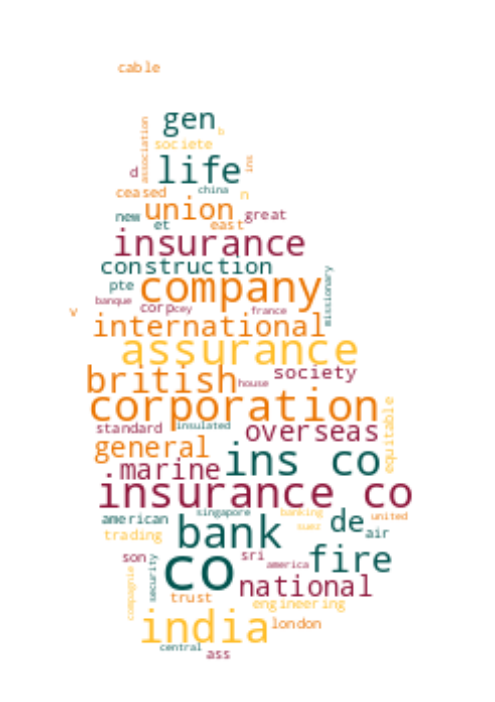 cable
gen
b
association
societe
ins
life
d
china
ceased
n
union
new
great
et
east
insurance
construction
missionary
pte
company
banque
v
corp
cey
france
international
assurance
society
british
house
corporation
equitable
standard
insulated
overseas
general
ins co
marine
insurance co
singapore
banking
american
de
united
bank
suez
air
trading
son
sri
fire
co
america
security
compagnie
national
trust
engineering
india
london
central
ass